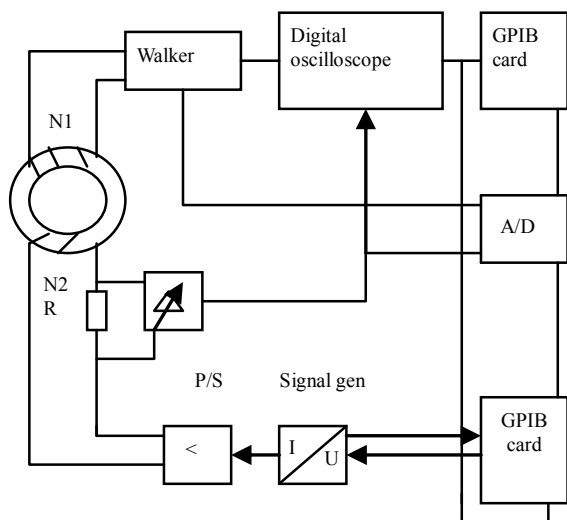 Walker
Digital
oscilloscope
GPIB
card
N1
A/D
N2
R
P/S
Signal gen
<
I
U
GPIB
card